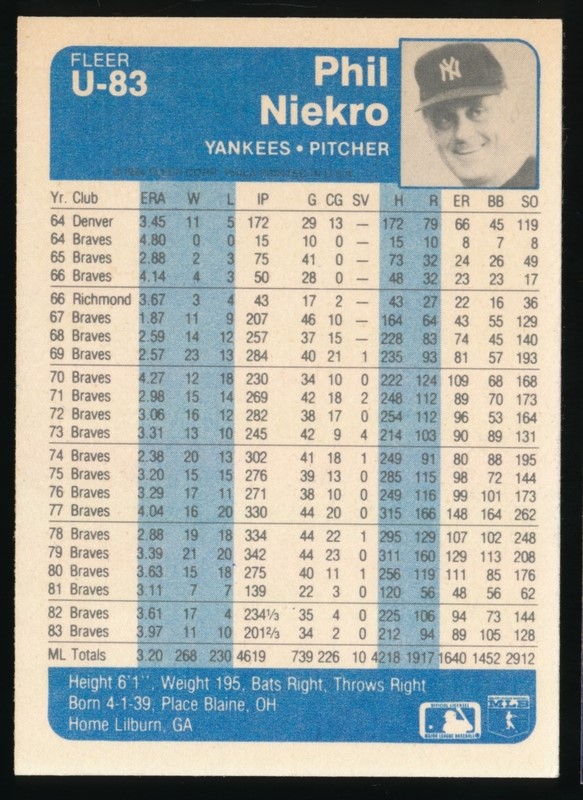 FLEER
U-83
Phil
Niekro
YANKEES • PITCHER
Yr. Club ERA W L IP G CG SV H R ER BB SO
64 Denver 3.45 11 5 172 29 13 — 172 79 66 45 119
64 Braves 4.80 0 0 15 10 0 — 15 10 8 7 8
65 Braves 2.88 2 3 75 41 0 — 73 32 24 26 49
66 Braves 4.14 4 3 50 28 0 — 48 32 23 23 17
66 Richmond 3.67 3 4 43 17 2 — 43 27 22 16 36
67 Braves 1.87 11 9 207 46 10 — 164 64 43 55 129
68 Braves 2.59 14 12 257 37 15 — 228 83 74 45 140
69 Braves 2.57 23 13 284 40 21 1 235 93 81 57 193
70 Braves 4.27 12 18 230 34 10 0 222 124 109 68 168
71 Braves 2.98 15 14 269 42 18 2 248 112 89 70 173
72 Braves 3.06 16 12 282 38 17 0 254 112 96 53 164
73 Braves 3.31 13 10 245 42 9 4 214 103 90 89 131
74 Braves 2.38 20 13 302 41 18 1 249 91 80 88 195
75 Braves 3.20 15 15 276 39 13 0 285 115 98 72 144
76 Braves 3.29 17 11 271 38 10 0 249 116 99 101 173
77 Braves 4.04 16 20 330 44 20 0 315 166 148 164 262
78 Braves 2.88 19 18 334 44 22 1 295 129 107 102 248
79 Braves 3.39 21 20 342 44 23 0 311 160 129 113 208
80 Braves 3.63 15 18 275 40 11 1 256 119 111 85 176
81 Braves 3.11 7 7 139 22 3 0 120 56 48 56 62
82 Braves 3.61 17 4 234⅓ 35 4 0 225 106 94 73 144
83 Braves 3.97 11 10 201⅔ 34 2 0 212 94 89 105 128
ML Totals 3.20 268 230 4619 739 226 10 4218 1917 1640 1452 2912
Height 6'1'', Weight 195, Bats Right, Throws Right
Born 4-1-39, Place Blaine, OH
Home Lilburn, GA
OFFICIAL LICENSEE
MAJOR LEAGUE BASEBALL